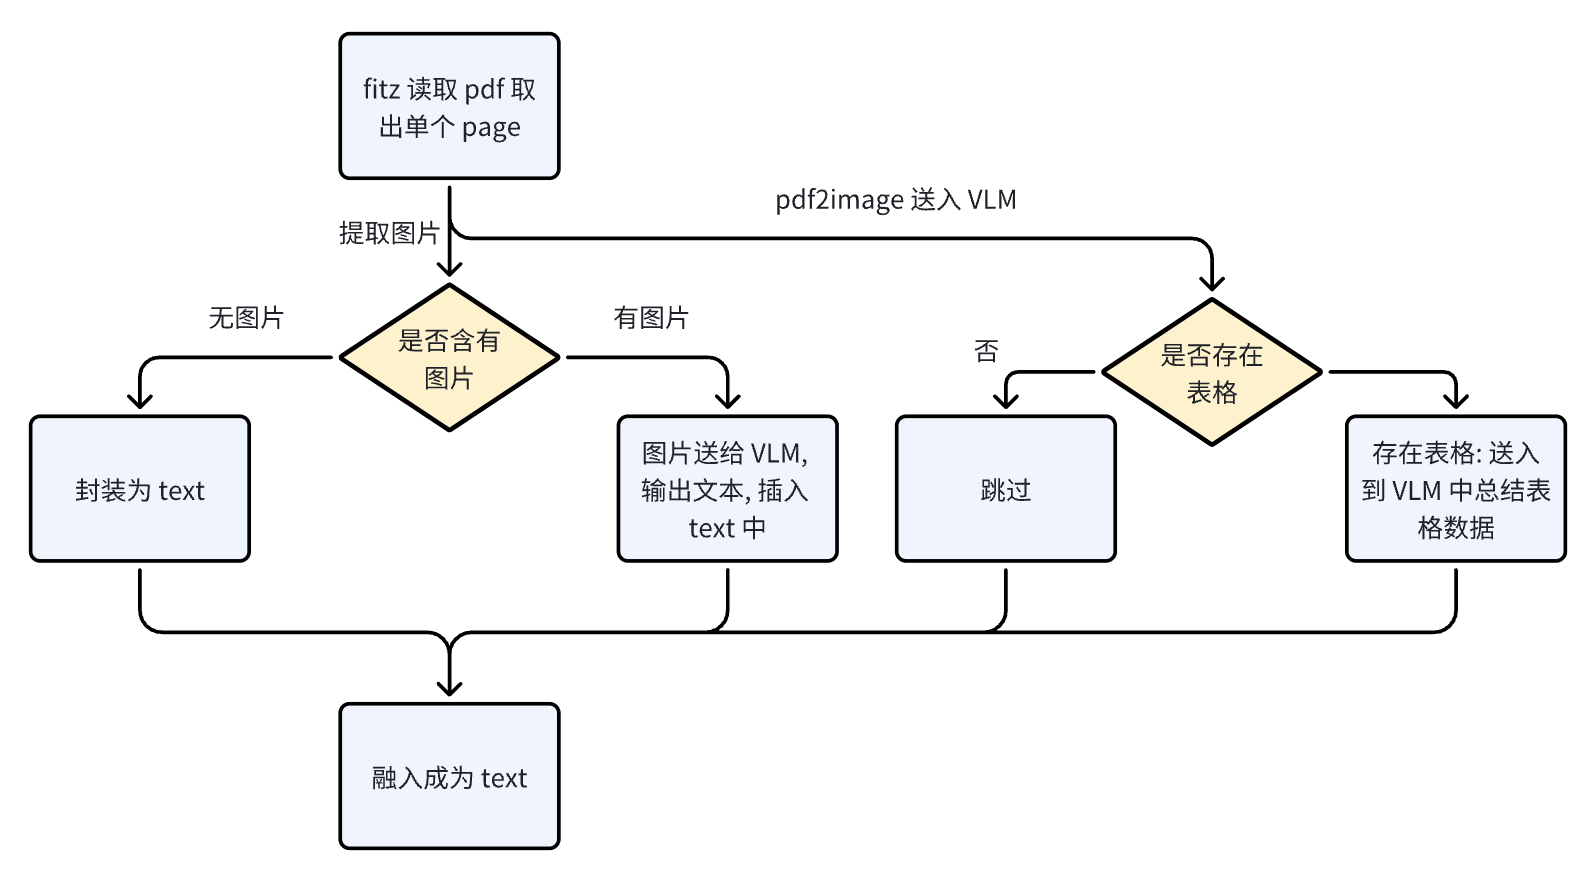 fitz 读取 pdf 取
出单个 page
pdf2image 送入 VLM
提取图片
无图片
有图片
是否含有
图片
否
是否存在
表格
封装为 text
图片送给 VLM,
输出文本, 插入
text 中
跳过
存在表格: 送入
到 VLM 中总结表
格数据
融入成为 text